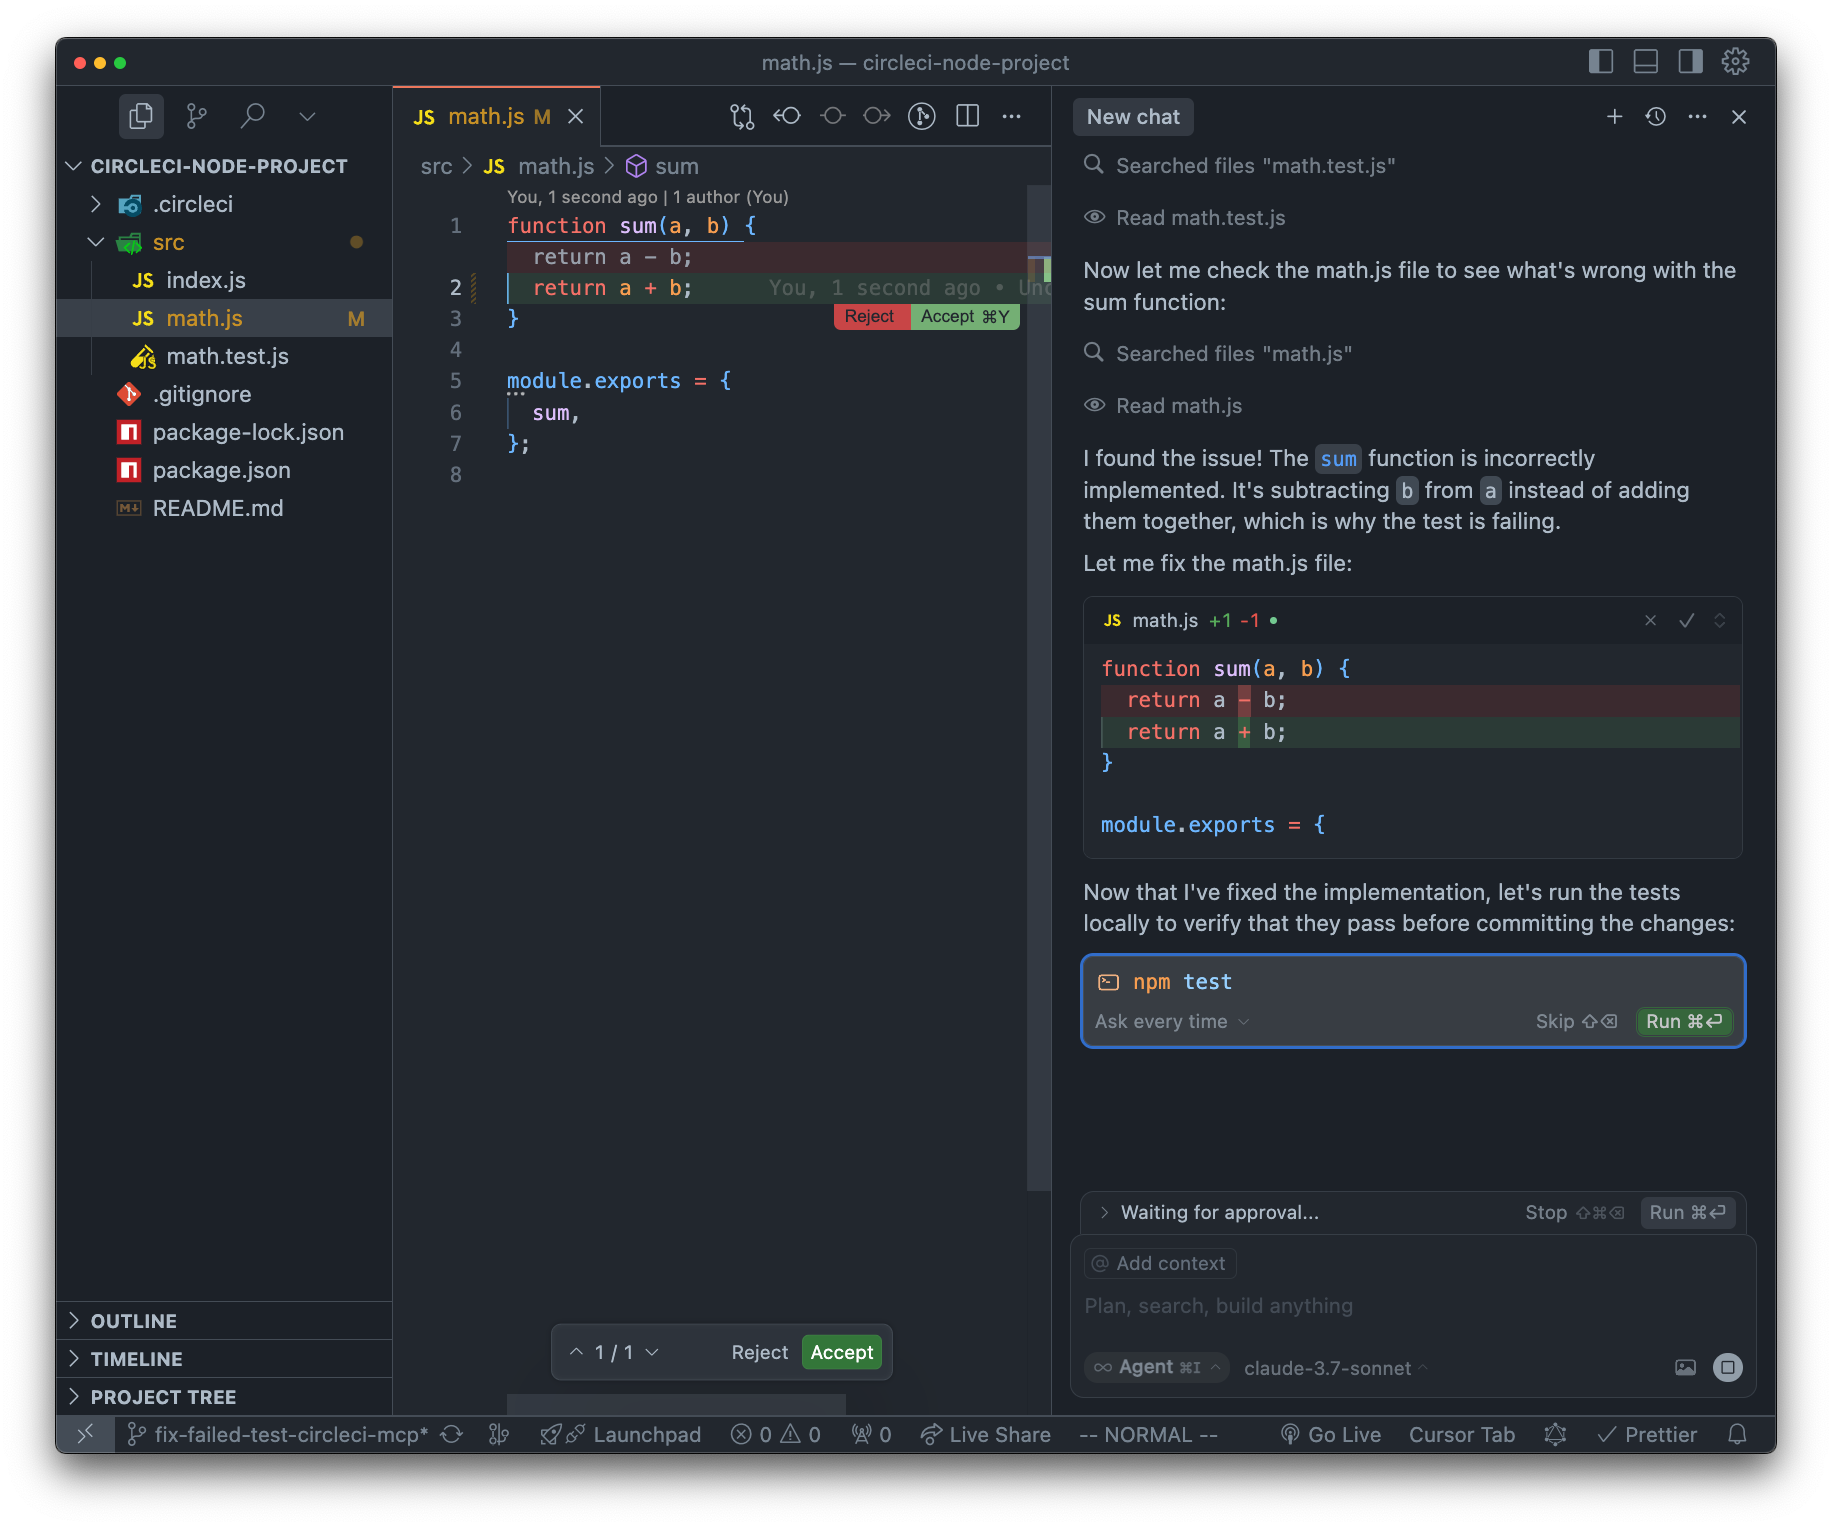 math.js — circleci-node-project
CIRCLECI-NODE-PROJECT
.circleci
src
JS index.js
JS math.js M
JS math.test.js
.gitignore
package-lock.json
package.json
M↓ README.md
OUTLINE
TIMELINE
PROJECT TREE
JS math.js M
src > JS math.js > sum
You, 1 second ago | 1 author (You)
1 function sum(a, b) {
return a - b;
2 return a + b; You, 1 second ago • Unc
3 }
Reject Accept ⌘Y
4
5 module.exports = {
6 sum,
7 };
8
1 / 1 Reject Accept
New chat
Searched files "math.test.js"
Read math.test.js
Now let me check the math.js file to see what's wrong with the
sum function:
Searched files "math.js"
Read math.js
I found the issue! The sum function is incorrectly
implemented. It's subtracting b from a instead of adding
them together, which is why the test is failing.
Let me fix the math.js file:
JS math.js +1 -1
function sum(a, b) {
return a - b;
return a + b;
}
module.exports = {
Now that I've fixed the implementation, let's run the tests
locally to verify that they pass before committing the changes:
npm test
Ask every time Skip ⇧⌫ Run ⌘⏎
Waiting for approval... Stop ⇧⌘⌫ Run ⌘⏎
@ Add context
Plan, search, build anything
∞ Agent ⌘I claude-3.7-sonnet
fix-failed-test-circleci-mcp* Launchpad 0 0 0 Live Share -- NORMAL -- Go Live Cursor Tab Prettier